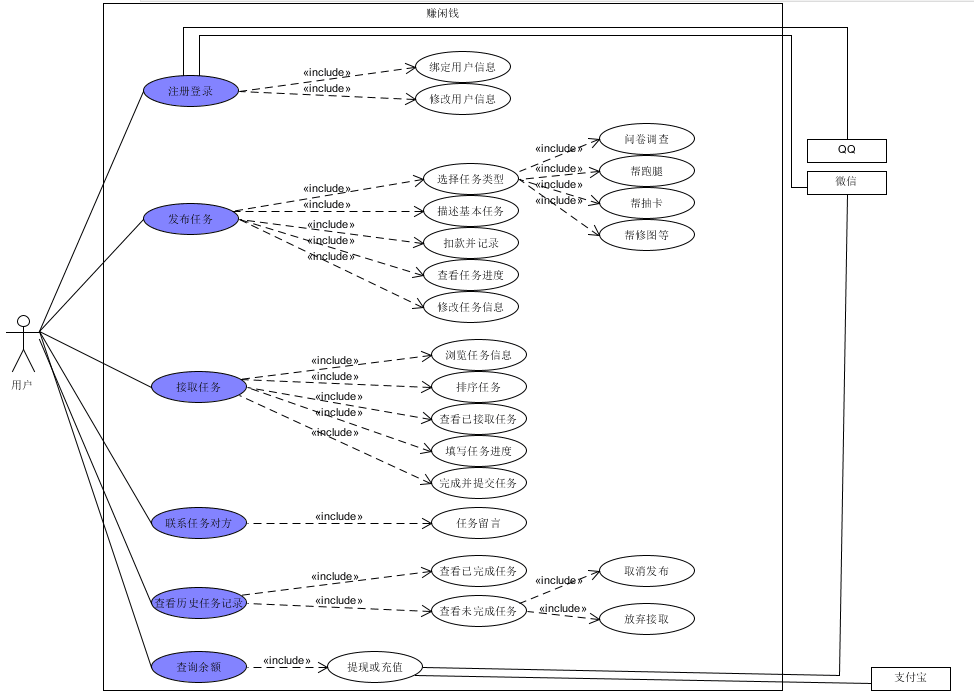 赚闲钱
«include»
绑定用户信息
注册登录
«include»
修改用户信息
问卷调查
QQ
«include»
«include»
帮跑腿
微信
«include»
选择任务类型
«include»
帮抽卡
«include»
«include»
描述基本任务
发布任务
«include»
扣款并记录
帮修图等
«include»
«include»
查看任务进度
修改任务信息
用户
«include»
浏览任务信息
«include»
排序任务
接取任务
«include»
«include»
查看已接取任务
«include»
填写任务进度
完成并提交任务
联系任务对方
«include»
任务留言
«include»
查看已完成任务
«include»
取消发布
查看历史任务记录
«include»
查看未完成任务
«include»
放弃接取
查询余额
«include»
提现或充值
支付宝